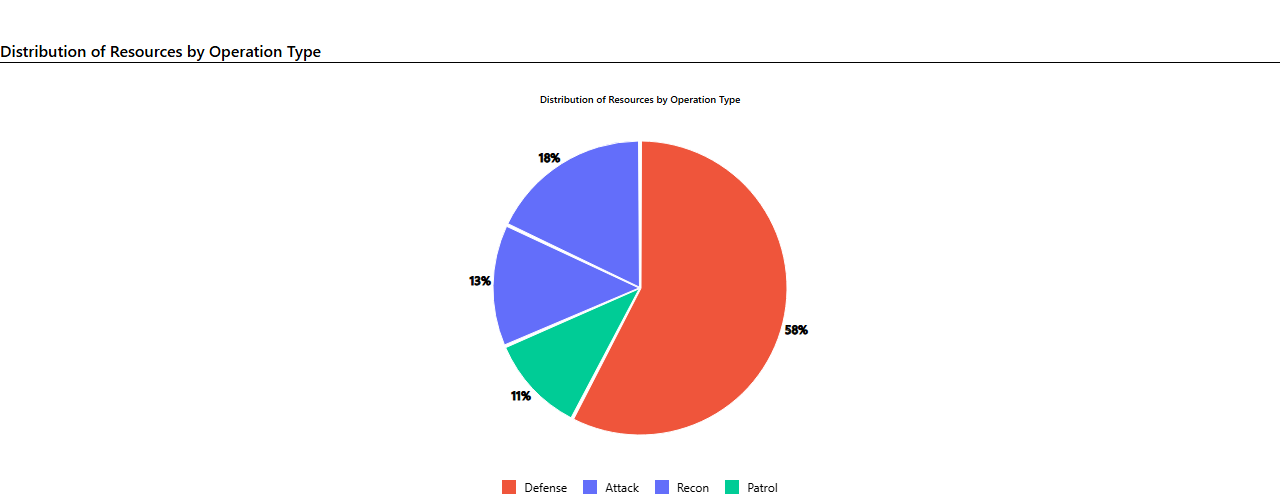 Distribution of Resources by Operation Type
Distribution of Resources by Operation Type
18%
13%
58%
11%
Defense Attack Recon Patrol